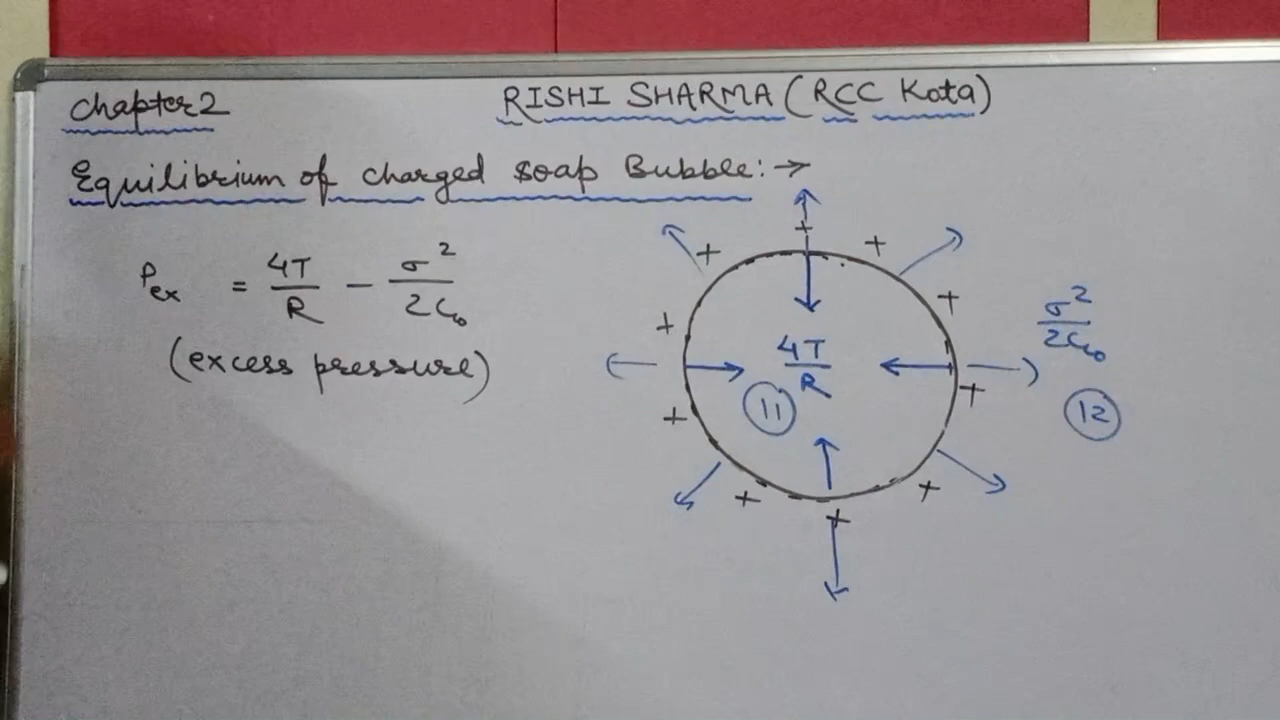 Chapter 2
RISHI SHARMA (RCC Kota)
Equilibrium of charged soap Bubble:→
P_ex = 4T/R − σ²/2ϵ₀
(excess pressure)
4T/R
11
σ²/2ϵ₀
12
+ + + + + + + + + + +